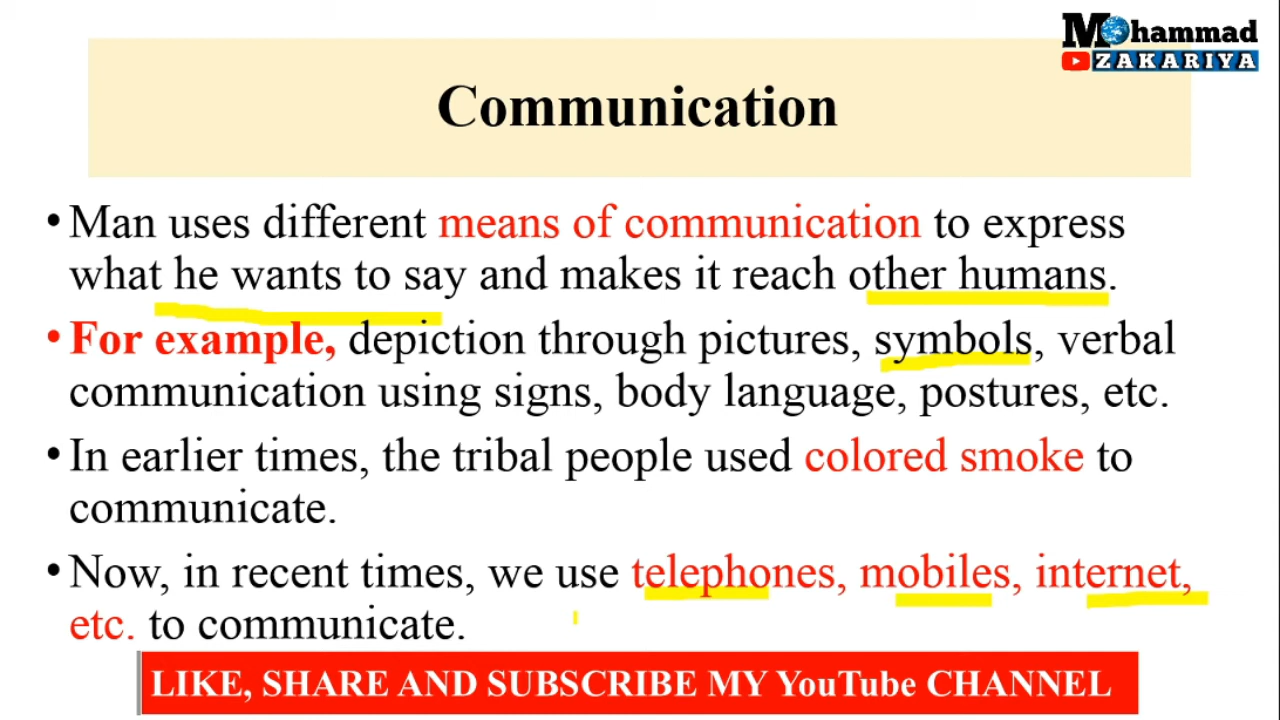 Mohammad
ZAKARIYA
Communication
• Man uses different means of communication to express
what he wants to say and makes it reach other humans.
• For example, depiction through pictures, symbols, verbal
communication using signs, body language, postures, etc.
• In earlier times, the tribal people used colored smoke to
communicate.
• Now, in recent times, we use telephones, mobiles, internet,
etc. to communicate.
LIKE, SHARE AND SUBSCRIBE MY YouTube CHANNEL